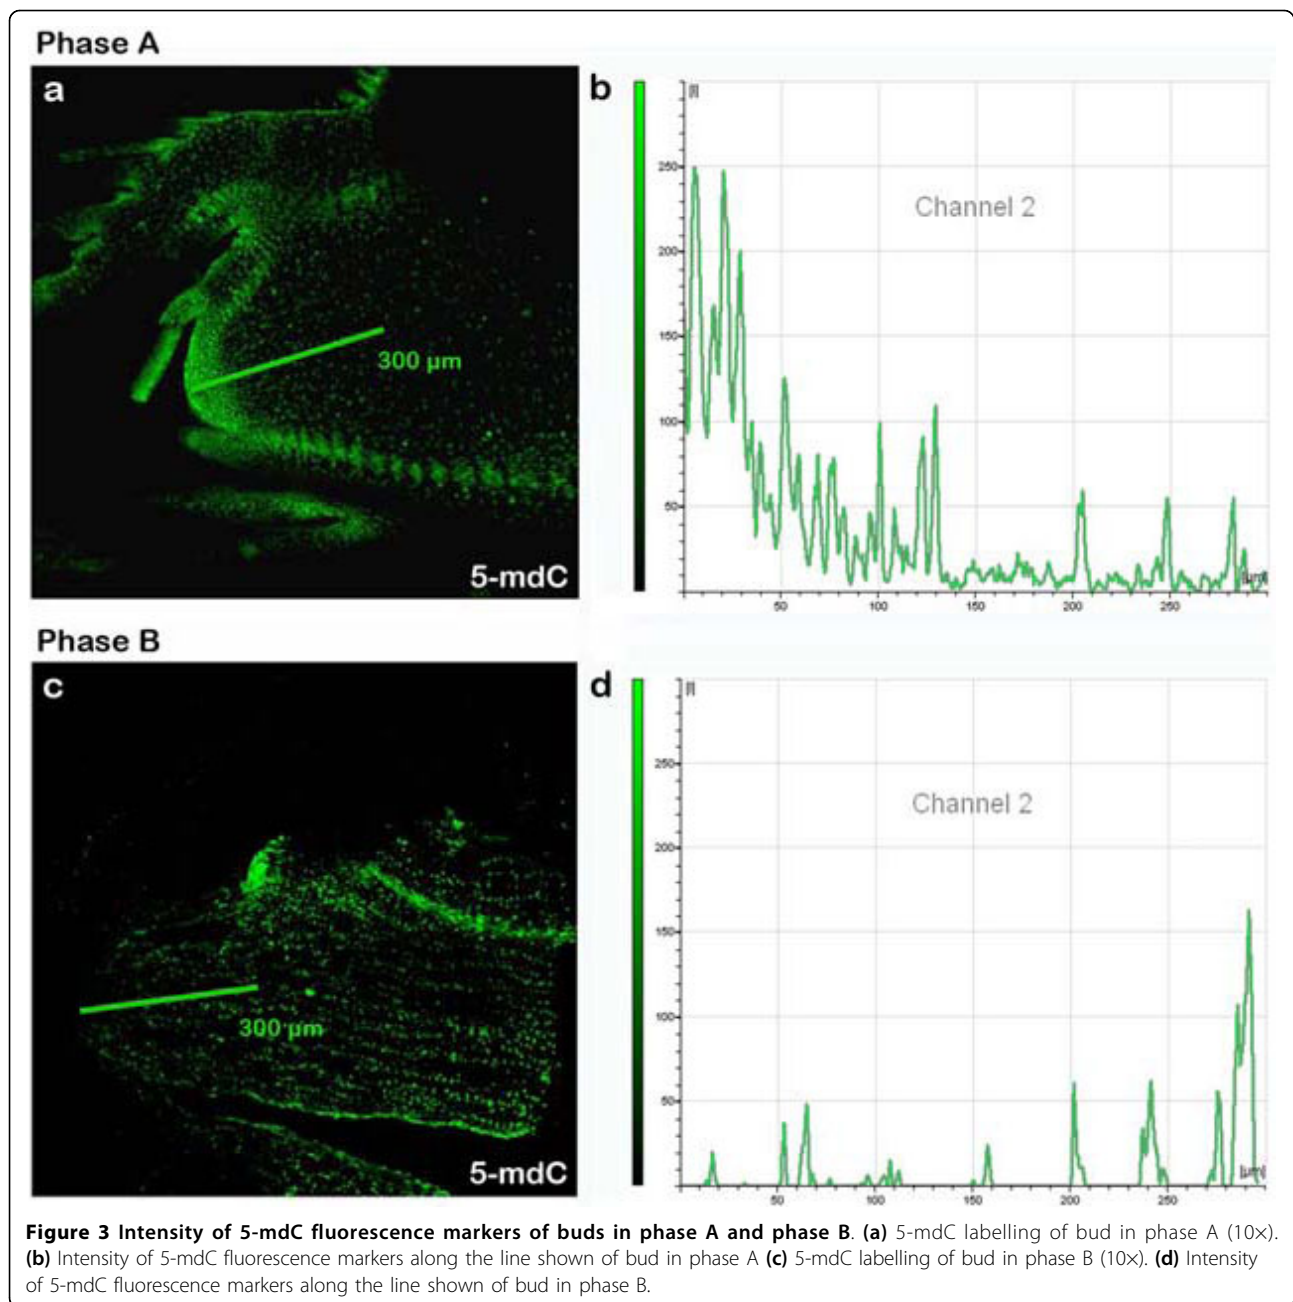 Phase A
a
300 µm
5-mdC
b
[I]
250
200
150
100
50
Channel 2
50 100 150 200 250
[µm]
Phase B
c
300 µm
5-mdC
d
[I]
250
200
150
100
50
Channel 2
50 100 150 200 250
[µm]
Figure 3 Intensity of 5-mdC fluorescence markers of buds in phase A and phase B. (a) 5-mdC labelling of bud in phase A (10×).
(b) Intensity of 5-mdC fluorescence markers along the line shown of bud in phase A (c) 5-mdC labelling of bud in phase B (10×). (d) Intensity
of 5-mdC fluorescence markers along the line shown of bud in phase B.